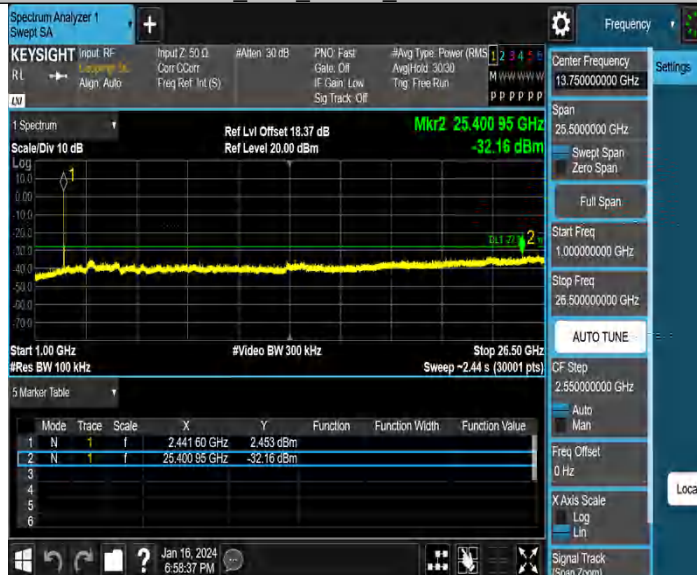 Spectrum Analyzer 1
Swept SA
+
Frequency
KEYSIGHT
RL
Input: RF
Align: Auto
Input Z: 50 Ω
Corr CCorr
Freq Ref: Int (S)
#Atten: 30 dB
PNO: Fast
Gate: Off
IF Gain: Low
Sig Track: Off
#Avg Type: Power (RMS
Avg|Hold: 30/30
Trig: Free Run
1 2 3 4 5 6
M W W W W W
P P P P P P
LXI
1 Spectrum
Scale/Div 10 dB
Ref Lvl Offset 18.37 dB
Ref Level 20.00 dBm
Mkr2 25.400 95 GHz
-32.16 dBm
Log
10.0
0.00
-10.0
-20.0
-30.0
-40.0
-50.0
-60.0
-70.0
1
2
Start 1.00 GHz
#Res BW 100 kHz
#Video BW 300 kHz
Stop 26.50 GHz
Sweep ~2.44 s (30001 pts)
5 Marker Table
Mode Trace Scale X Y Function Function Width Function Value
1 N 1 f 2.441 60 GHz 2.453 dBm
2 N 1 f 25.400 95 GHz -32.16 dBm
3
4
5
6
?
Jan 16, 2024
6:58:37 PM
Center Frequency
13.750000000 GHz
Settings
Span
25.5000000 GHz
Swept Span
Zero Span
Full Span
Start Freq
1.000000000 GHz
Stop Freq
26.500000000 GHz
AUTO TUNE
CF Step
2.550000000 GHz
Auto
Man
Freq Offset
0 Hz
Loca
X Axis Scale
Log
Lin
Signal Track
(Span Zoom)